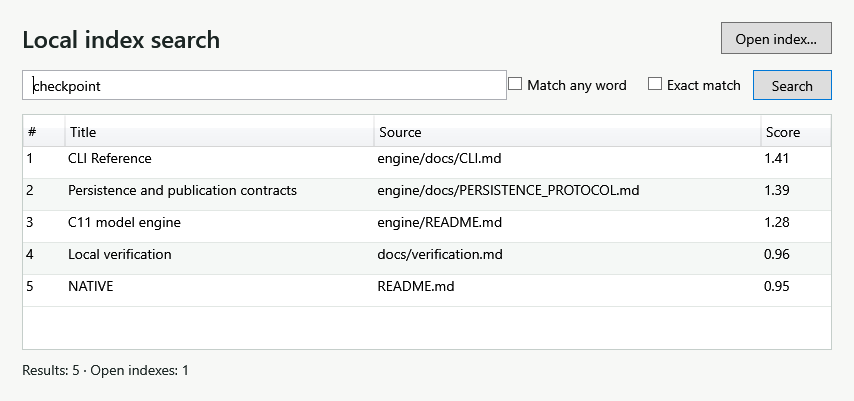 Local index search
Open index...
checkpoint
Match any word
Exact match
Search
# Title Source Score
1 CLI Reference engine/docs/CLI.md 1.41
2 Persistence and publication contracts engine/docs/PERSISTENCE_PROTOCOL.md 1.39
3 C11 model engine engine/README.md 1.28
4 Local verification docs/verification.md 0.96
5 NATIVE README.md 0.95
Results: 5 · Open indexes: 1